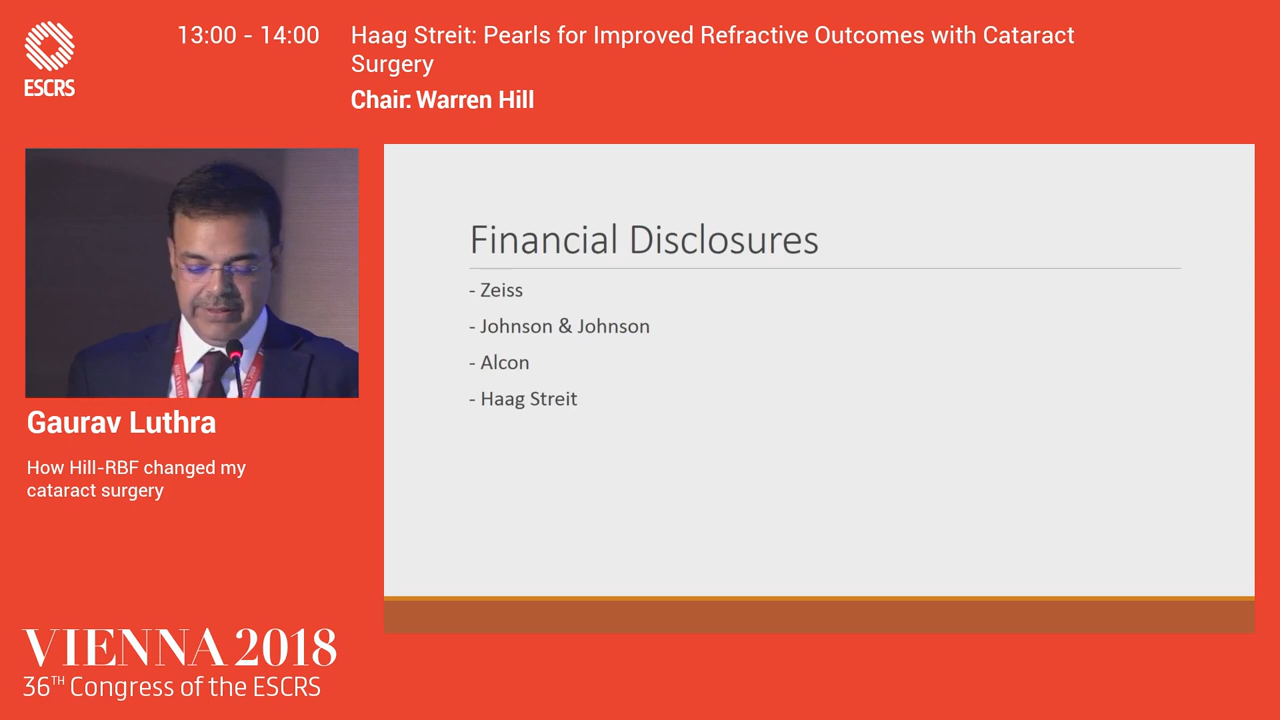 ESCRS
13:00 - 14:00
Haag Streit: Pearls for Improved Refractive Outcomes with Cataract
Surgery
Chair: Warren Hill
Financial Disclosures
- Zeiss
- Johnson & Johnson
- Alcon
- Haag Streit
Gaurav Luthra
How Hill-RBF changed my
cataract surgery
VIENNA 2018
36TH Congress of the ESCRS